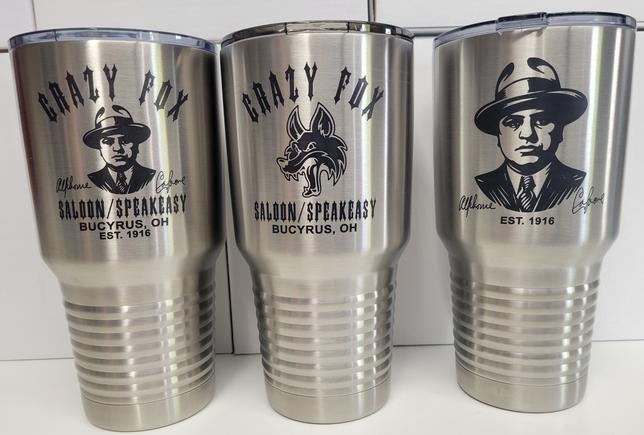 CRAZY FOX
Alphonse Capone
SALOON/SPEAKEASY
BUCYRUS, OH
EST. 1916
CRAZY FOX
SALOON/SPEAKEASY
BUCYRUS, OH
Alphonse Capone
EST. 1916